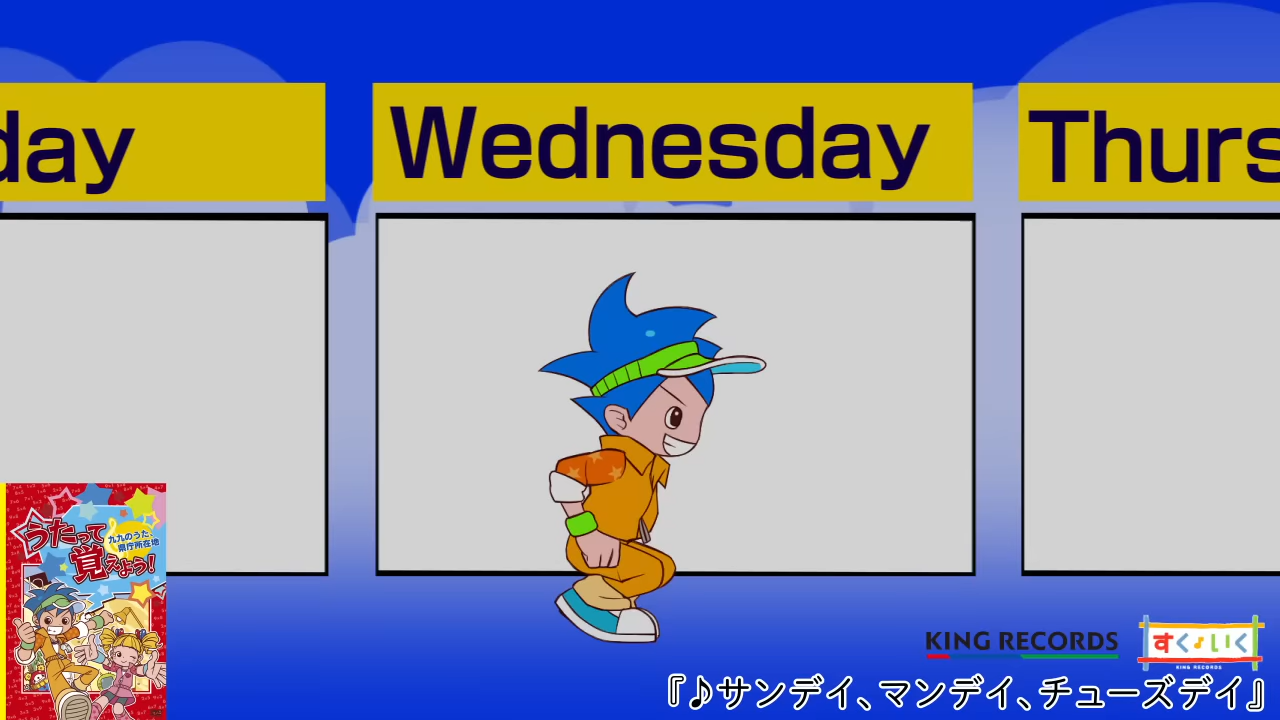 day
Wednesday
Thurs
うたって
覚えよう!
九九のうた、
県庁所在地
KING RECORDS
すく♪いく
KING RECORDS
『♪サンデイ、マンデイ、チューズデイ』